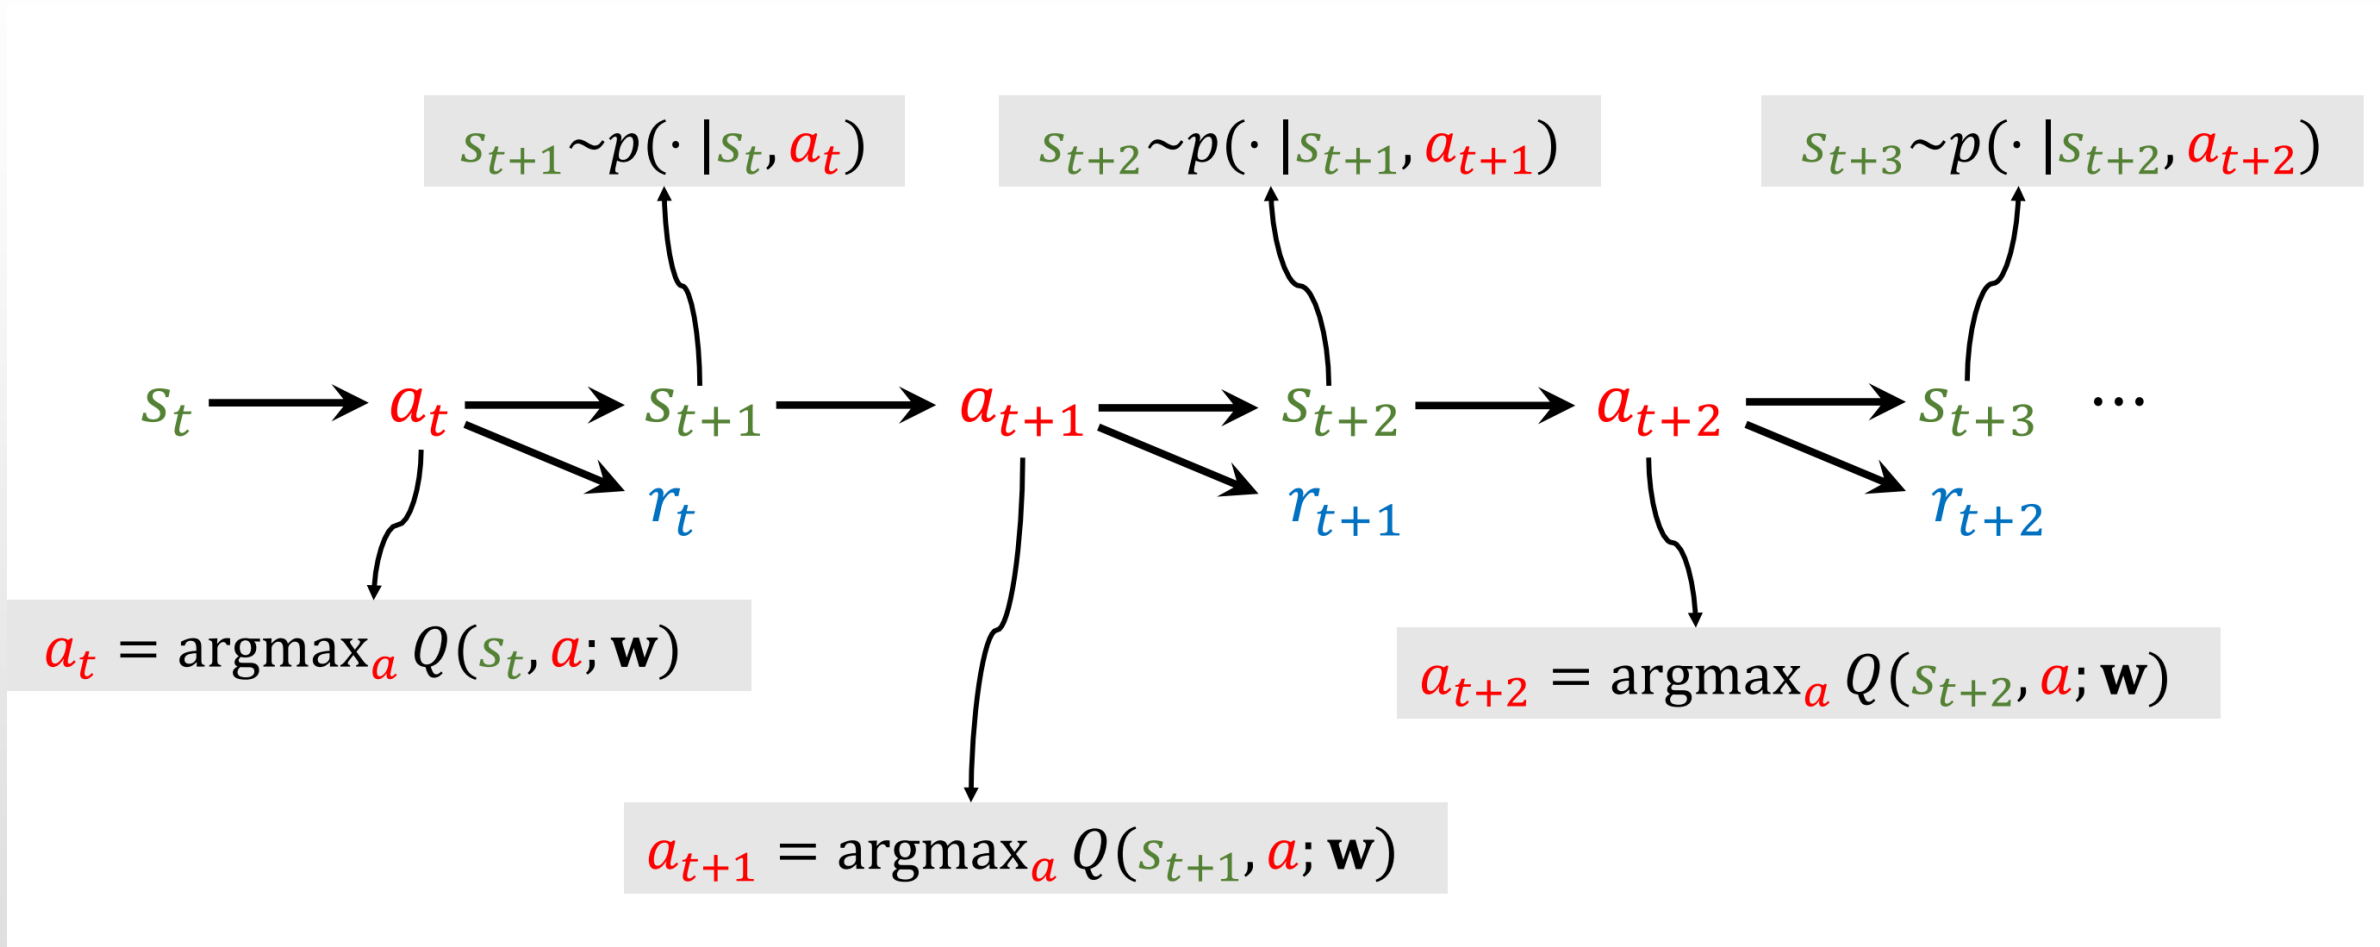 s_{t+1}~p(· |s_t, a_t)
s_{t+2}~p(· |s_{t+1}, a_{t+1})
s_{t+3}~p(· |s_{t+2}, a_{t+2})
s_t a_t s_{t+1} a_{t+1} s_{t+2} a_{t+2} s_{t+3} ⋯
r_t r_{t+1} r_{t+2}
a_t = argmax_a Q(s_t, a; w)
a_{t+2} = argmax_a Q(s_{t+2}, a; w)
a_{t+1} = argmax_a Q(s_{t+1}, a; w)